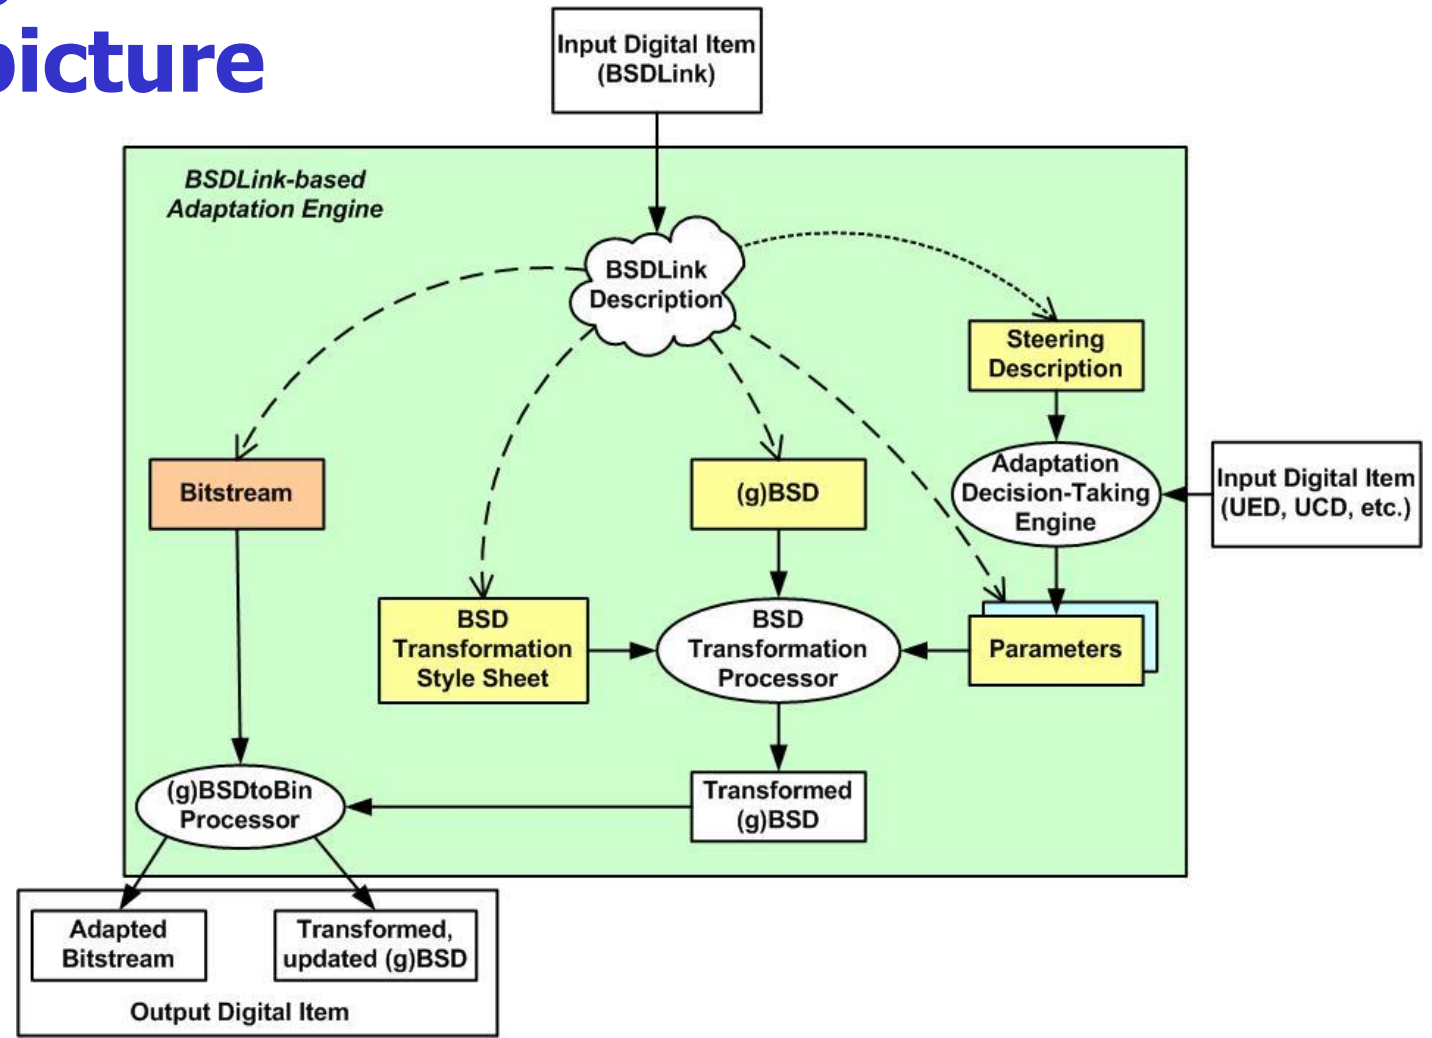 picture
Input Digital Item
(BSDLink)
BSDLink-based
Adaptation Engine
BSDLink
Description
Steering
Description
Bitstream
(g)BSD
Adaptation
Decision-Taking
Engine
Input Digital Item
(UED, UCD, etc.)
BSD
Transformation
Style Sheet
BSD
Transformation
Processor
Parameters
(g)BSDtoBin
Processor
Transformed
(g)BSD
Adapted
Bitstream
Transformed,
updated (g)BSD
Output Digital Item